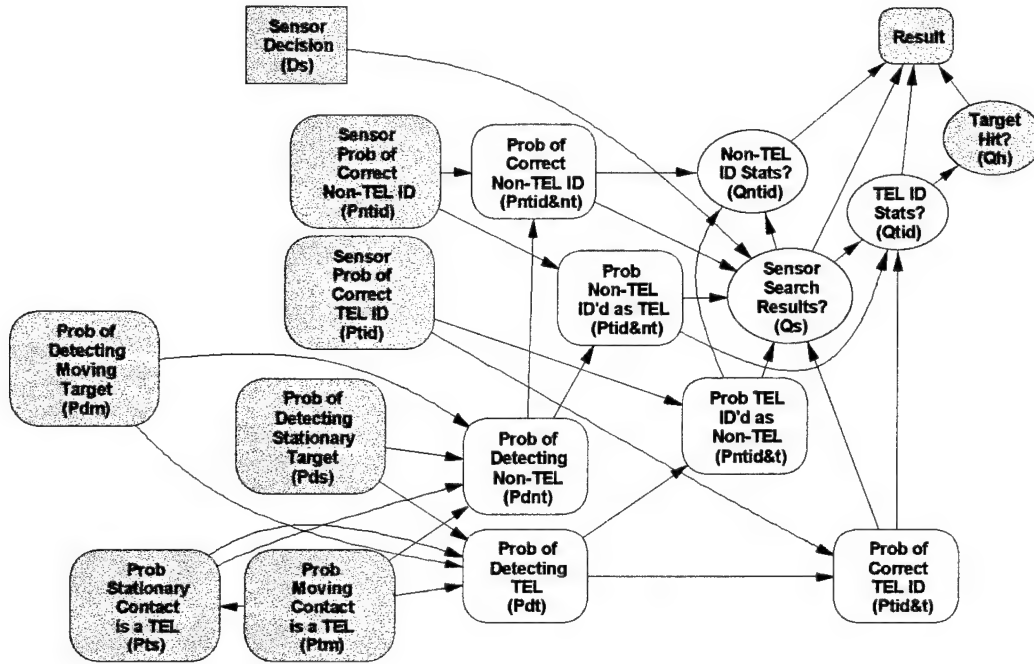 Sensor
Decision
(Ds)
Result
Sensor
Prob of
Correct
Non-TEL ID
(Pntid)
Prob of
Correct
Non-TEL ID
(Pntid&nt)
Non-TEL
ID Stats?
(Qntid)
Target
Hit?
(Qh)
TEL ID
Stats?
(Qtid)
Sensor
Prob of
Correct
TEL ID
(Ptid)
Prob
Non-TEL
ID'd as TEL
(Ptid&nt)
Sensor
Search
Results?
(Qs)
Prob of
Detecting
Moving
Target
(Pdm)
Prob of
Detecting
Stationary
Target
(Pds)
Prob of
Detecting
Non-TEL
(Pdnt)
Prob TEL
ID'd as
Non-TEL
(Pntid&t)
Prob
Stationary
Contact
is a TEL
(Pts)
Prob
Moving
Contact
is a TEL
(Ptm)
Prob of
Detecting
TEL
(Pdt)
Prob of
Correct
TEL ID
(Ptid&t)